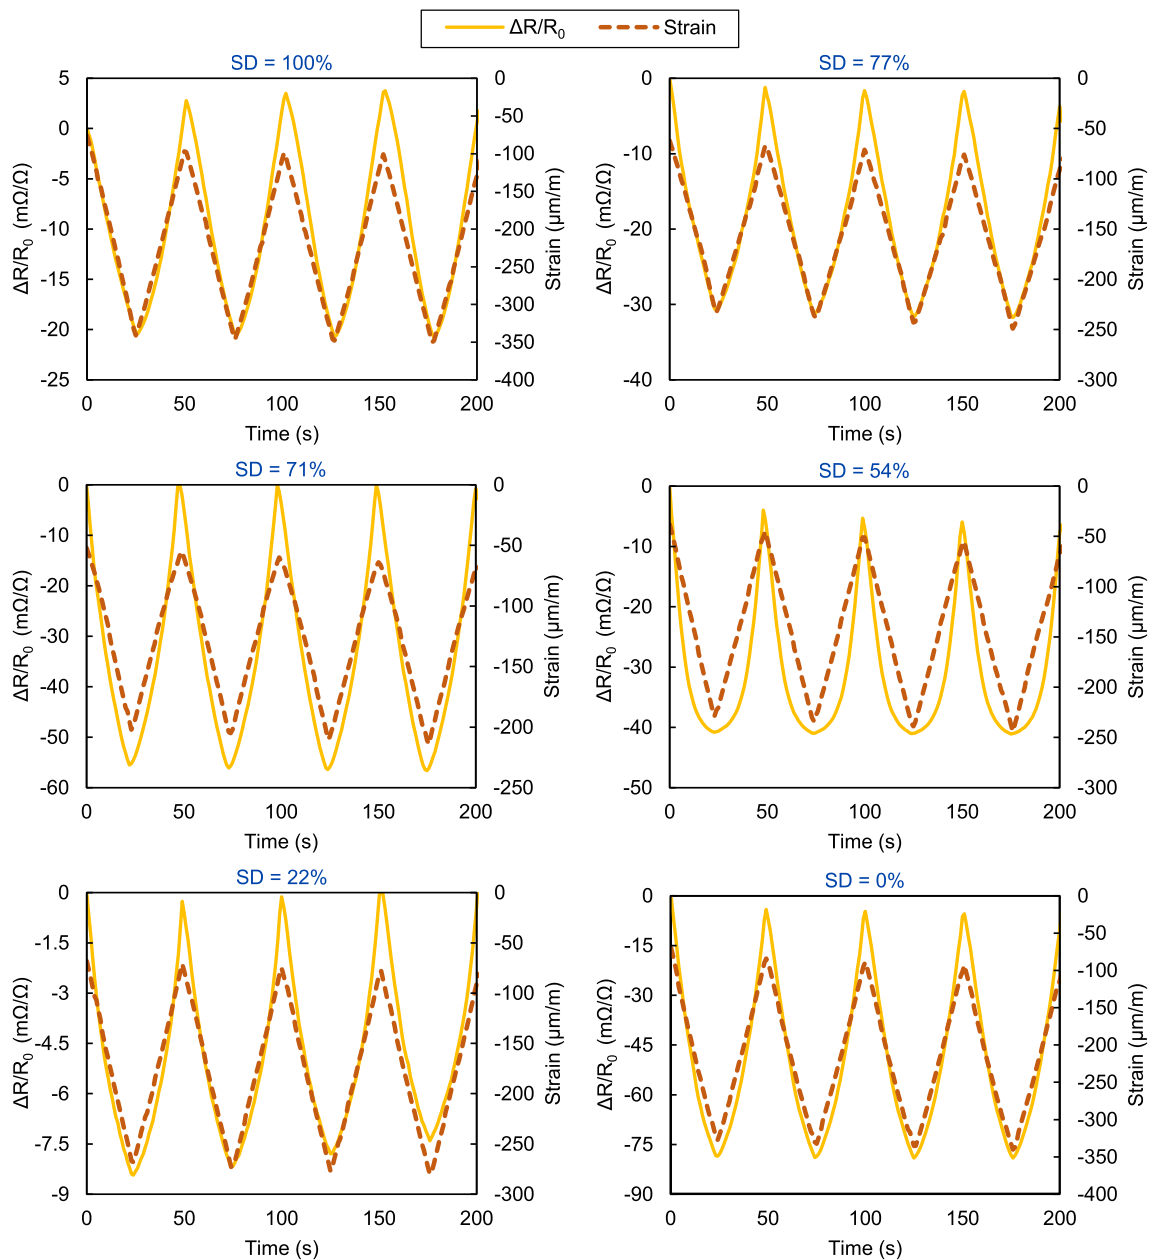 ΔR/R₀ Strain
SD = 100%
5
0
-5
-10
-15
-20
-25
0
-50
-100
-150
-200
-250
-300
-350
-400
0 50 100 150 200
ΔR/R₀ (mΩ/Ω)
Strain (μm/m)
Time (s)
SD = 77%
0
-10
-20
-30
-40
0
-50
-100
-150
-200
-250
-300
0 50 100 150 200
ΔR/R₀ (mΩ/Ω)
Strain (μm/m)
Time (s)
SD = 71%
0
-10
-20
-30
-40
-50
-60
0
-50
-100
-150
-200
-250
0 50 100 150 200
ΔR/R₀ (mΩ/Ω)
Strain (μm/m)
Time (s)
SD = 54%
0
-10
-20
-30
-40
-50
0
-50
-100
-150
-200
-250
-300
0 50 100 150 200
ΔR/R₀ (mΩ/Ω)
Strain (μm/m)
Time (s)
SD = 22%
0
-1.5
-3
-4.5
-6
-7.5
-9
0
-50
-100
-150
-200
-250
-300
0 50 100 150 200
ΔR/R₀ (mΩ/Ω)
Strain (μm/m)
Time (s)
SD = 0%
0
-15
-30
-45
-60
-75
-90
0
-50
-100
-150
-200
-250
-300
-350
-400
0 50 100 150 200
ΔR/R₀ (mΩ/Ω)
Strain (μm/m)
Time (s)